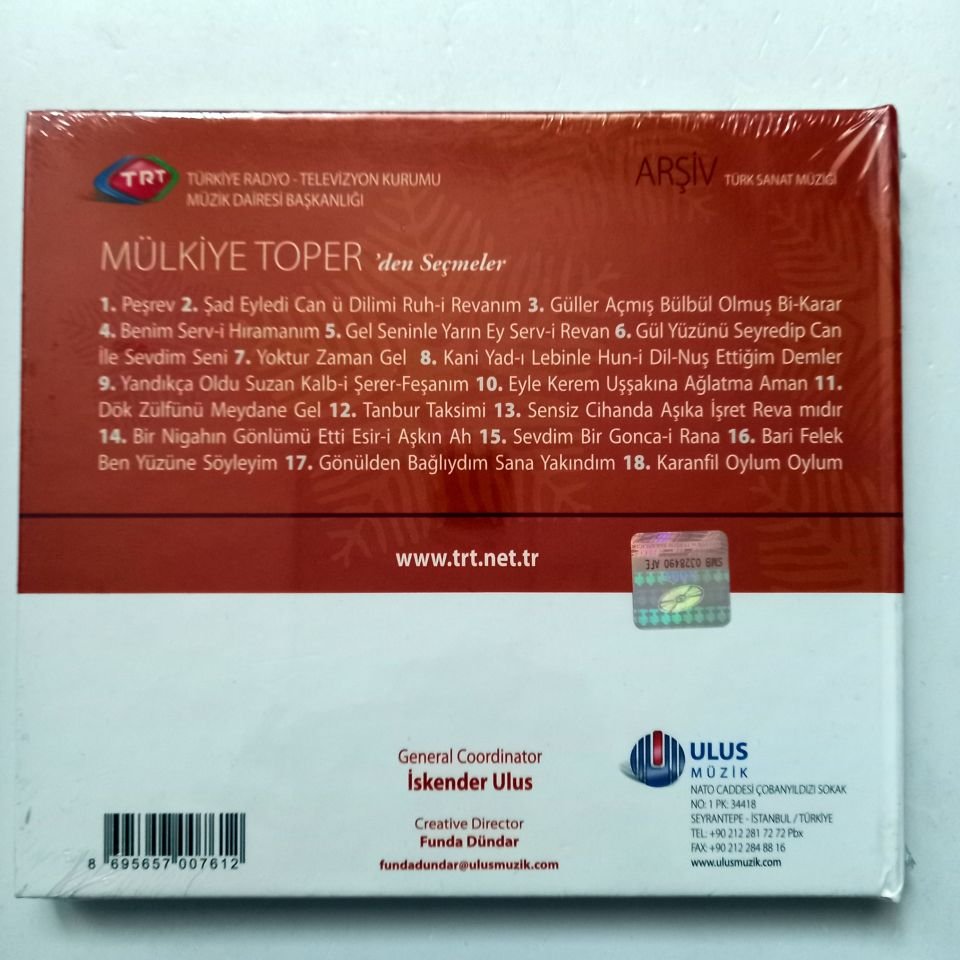 TRT
TÜRKİYE RADYO - TELEVİZYON KURUMU
MÜZİK DAİRESİ BAŞKANLIĞI
ARŞİV TÜRK SANAT MÜZİĞİ
MÜLKİYE TOPER 'den Seçmeler
1. Peşrev 2. Şad Eyledi Can ü Dilimi Ruh-i Revanım 3. Güller Açmış Bülbül Olmuş Bi-Karar
4. Benim Serv-i Hıramanım 5. Gel Seninle Yarın Ey Serv-i Revan 6. Gül Yüzünü Seyredip Can
İle Sevdim Seni 7. Yoktur Zaman Gel 8. Kani Yad-ı Lebinle Hun-i Dil-Nuş Ettiğim Demler
9. Yandıkça Oldu Suzan Kalb-i Şerer-Feşanım 10. Eyle Kerem Uşşakına Ağlatma Aman 11.
Dök Zülfünü Meydane Gel 12. Tanbur Taksimi 13. Sensiz Cihanda Aşıka İşret Reva mıdır
14. Bir Nigahın Gönlümü Etti Esir-i Aşkın Ah 15. Sevdim Bir Gonca-i Rana 16. Bari Felek
Ben Yüzüne Söyleyim 17. Gönülden Bağlıydım Sana Yakındım 18. Karanfil Oylum Oylum
www.trt.net.tr
SMB 0328490 AFE
General Coordinator
İskender Ulus
Creative Director
Funda Dündar
fundadundar@ulusmuzik.com
ULUS
MÜZİK
NATO CADDESİ ÇOBANYILDIZI SOKAK
NO: 1 PK: 34418
SEYRANTEPE - İSTANBUL / TÜRKİYE
TEL: +90 212 281 72 72 Pbx
FAX: +90 212 284 88 16
www.ulusmuzik.com
8 695657 007612